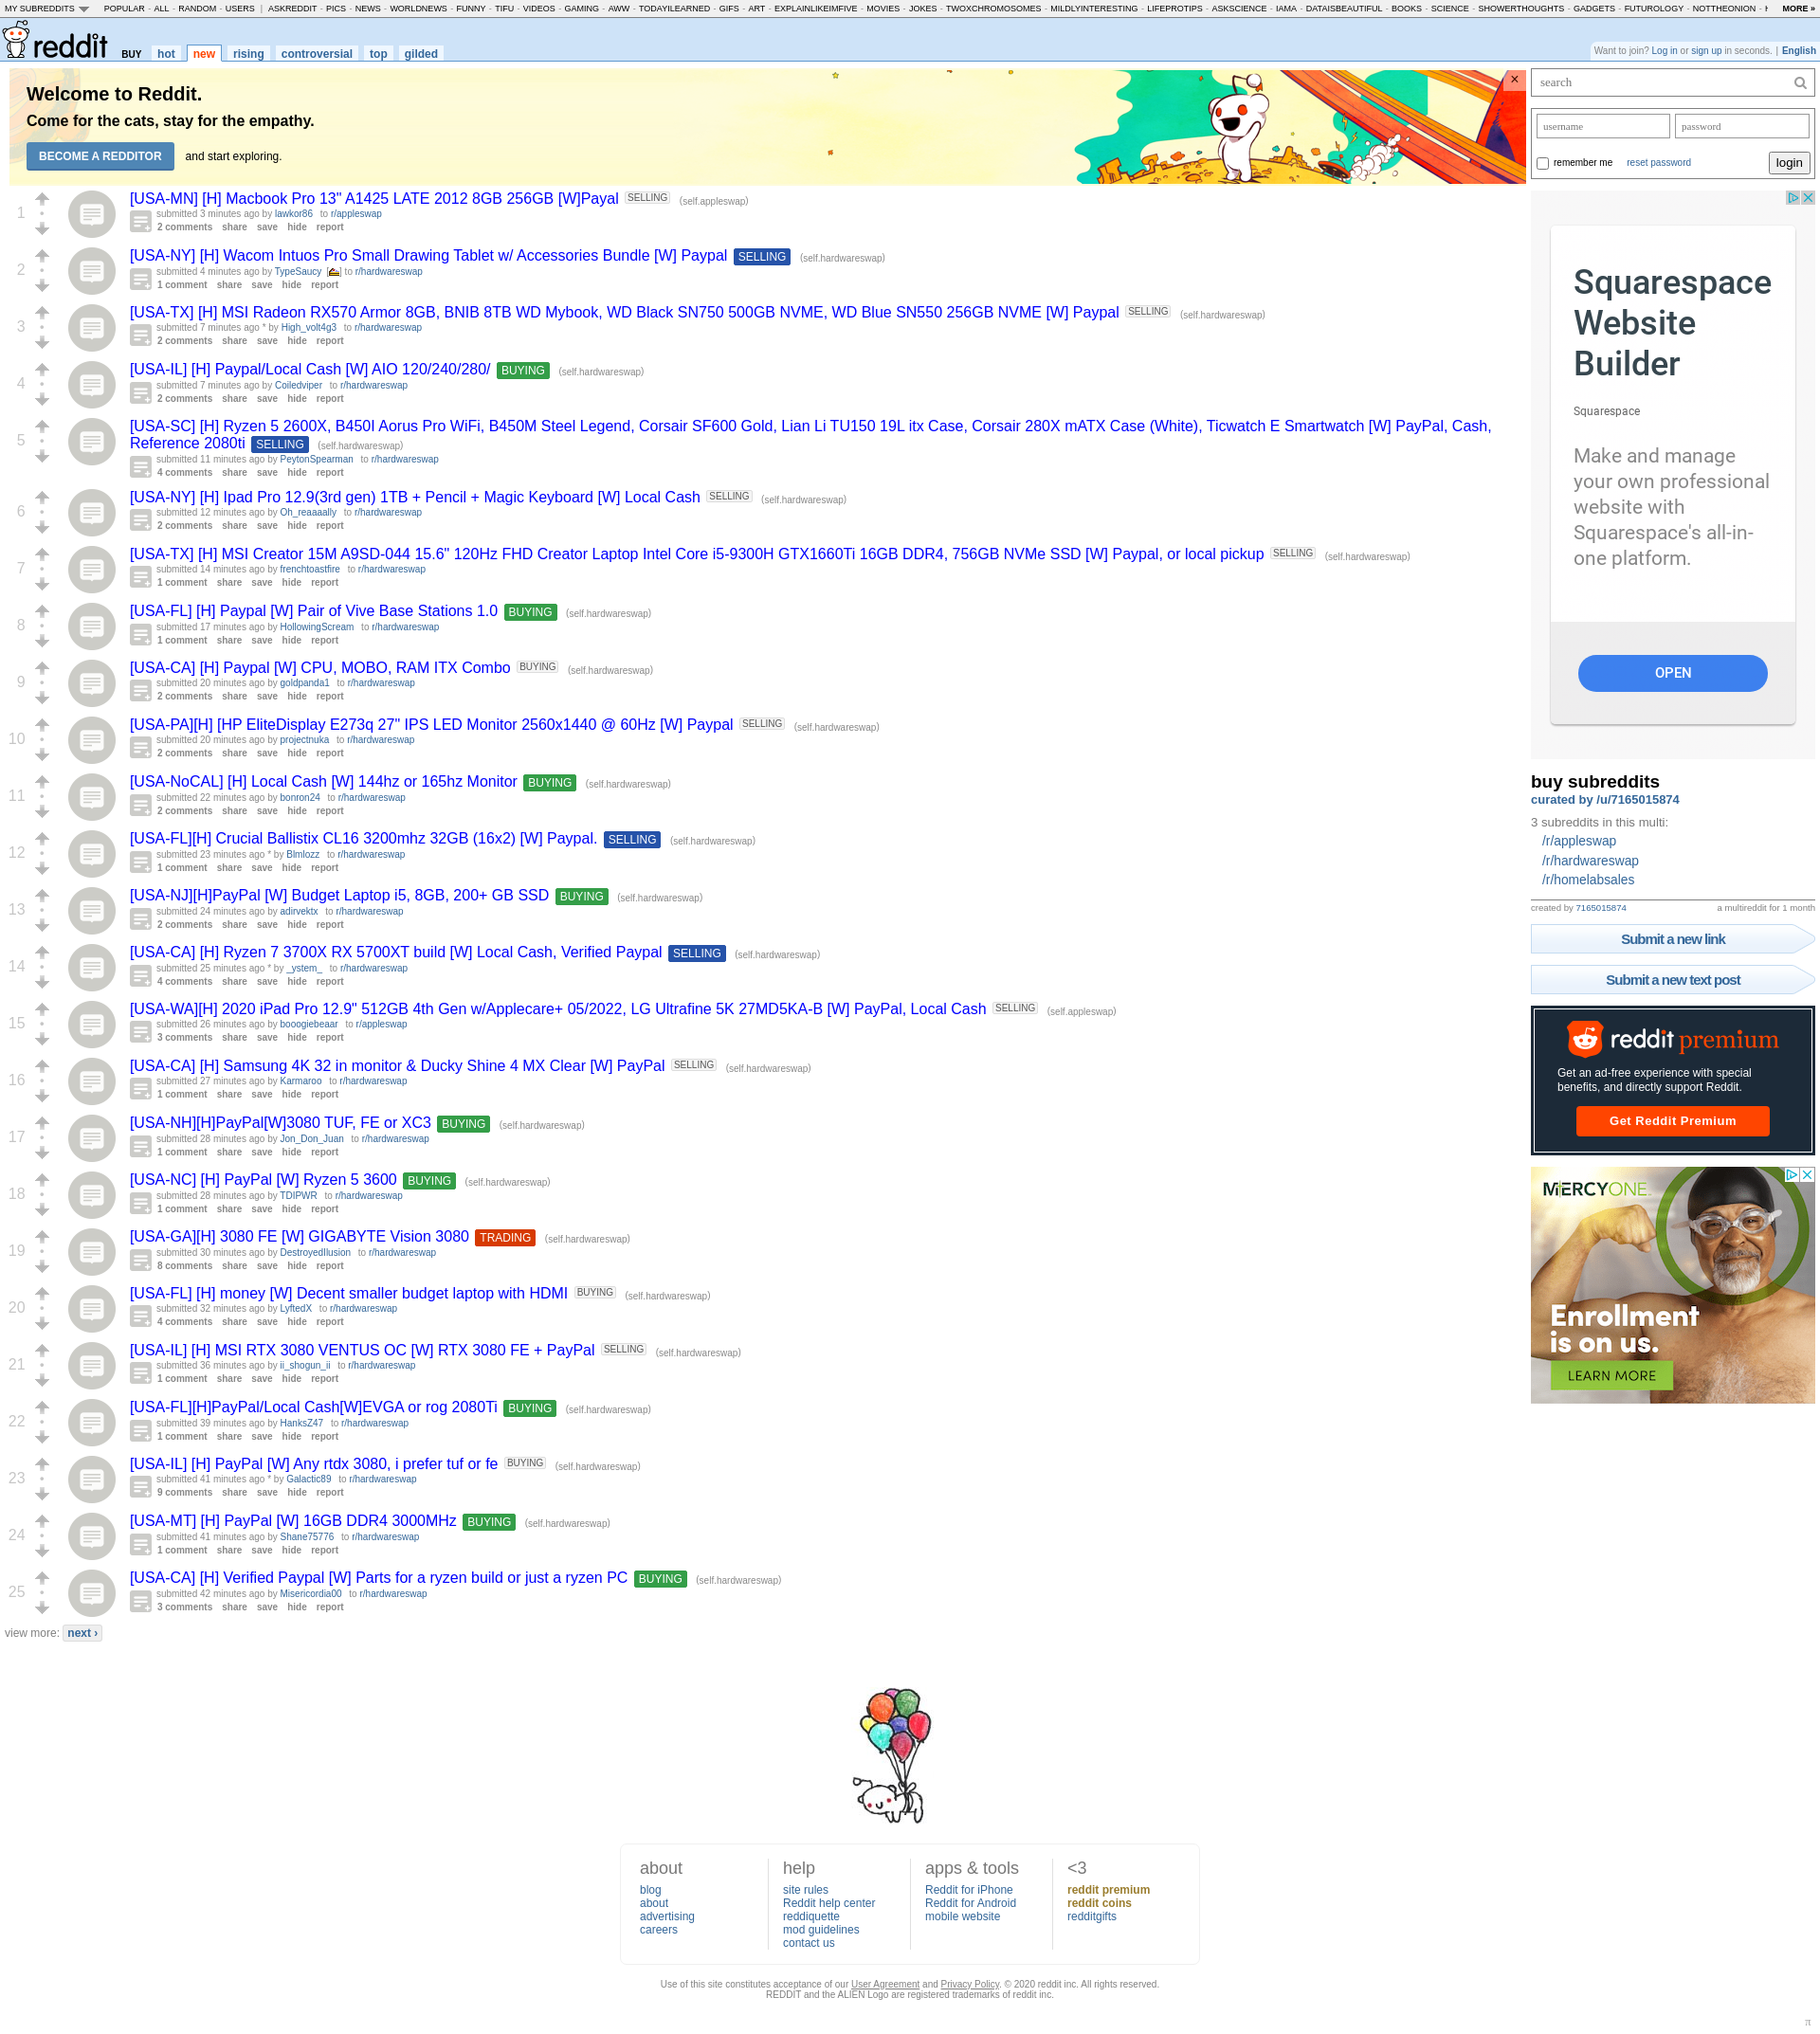 MY SUBREDDITS POPULAR - ALL - RANDOM - USERS | ASKREDDIT - PICS - NEWS - WORLDNEWS - FUNNY - TIFU - VIDEOS - GAMING - AWW - TODAYILEARNED - GIFS - ART - EXPLAINLIKEIMFIVE - MOVIES - JOKES - TWOXCHROMOSOMES - MILDLYINTERESTING - LIFEPROTIPS - ASKSCIENCE - IAMA - DATAISBEAUTIFUL - BOOKS - SCIENCE - SHOWERTHOUGHTS - GADGETS - FUTUROLOGY - NOTTHEONION - MORE »
reddit BUY hot new rising controversial top gilded
Want to join? Log in or sign up in seconds. | English
Welcome to Reddit.
Come for the cats, stay for the empathy.
BECOME A REDDITOR and start exploring.
×
1
[USA-MN] [H] Macbook Pro 13" A1425 LATE 2012 8GB 256GB [W]Payal SELLING (self.appleswap)
submitted 3 minutes ago by lawkor86 to r/appleswap
2 comments share save hide report
2
[USA-NY] [H] Wacom Intuos Pro Small Drawing Tablet w/ Accessories Bundle [W] Paypal SELLING (self.hardwareswap)
submitted 4 minutes ago by TypeSaucy [] to r/hardwareswap
1 comment share save hide report
3
[USA-TX] [H] MSI Radeon RX570 Armor 8GB, BNIB 8TB WD Mybook, WD Black SN750 500GB NVME, WD Blue SN550 256GB NVME [W] Paypal SELLING (self.hardwareswap)
submitted 7 minutes ago * by High_volt4g3 to r/hardwareswap
2 comments share save hide report
4
[USA-IL] [H] Paypal/Local Cash [W] AIO 120/240/280/ BUYING (self.hardwareswap)
submitted 7 minutes ago by Coiledviper to r/hardwareswap
2 comments share save hide report
5
[USA-SC] [H] Ryzen 5 2600X, B450I Aorus Pro WiFi, B450M Steel Legend, Corsair SF600 Gold, Lian Li TU150 19L itx Case, Corsair 280X mATX Case (White), Ticwatch E Smartwatch [W] PayPal, Cash,
Reference 2080ti SELLING (self.hardwareswap)
submitted 11 minutes ago by PeytonSpearman to r/hardwareswap
4 comments share save hide report
6
[USA-NY] [H] Ipad Pro 12.9(3rd gen) 1TB + Pencil + Magic Keyboard [W] Local Cash SELLING (self.hardwareswap)
submitted 12 minutes ago by Oh_reaaaally to r/hardwareswap
2 comments share save hide report
7
[USA-TX] [H] MSI Creator 15M A9SD-044 15.6" 120Hz FHD Creator Laptop Intel Core i5-9300H GTX1660Ti 16GB DDR4, 756GB NVMe SSD [W] Paypal, or local pickup SELLING (self.hardwareswap)
submitted 14 minutes ago by frenchtoastfire to r/hardwareswap
1 comment share save hide report
8
[USA-FL] [H] Paypal [W] Pair of Vive Base Stations 1.0 BUYING (self.hardwareswap)
submitted 17 minutes ago by HollowingScream to r/hardwareswap
1 comment share save hide report
9
[USA-CA] [H] Paypal [W] CPU, MOBO, RAM ITX Combo BUYING (self.hardwareswap)
submitted 20 minutes ago by goldpanda1 to r/hardwareswap
2 comments share save hide report
10
[USA-PA][H] [HP EliteDisplay E273q 27" IPS LED Monitor 2560x1440 @ 60Hz [W] Paypal SELLING (self.hardwareswap)
submitted 20 minutes ago by projectnuka to r/hardwareswap
2 comments share save hide report
11
[USA-NoCAL] [H] Local Cash [W] 144hz or 165hz Monitor BUYING (self.hardwareswap)
submitted 22 minutes ago by bonron24 to r/hardwareswap
2 comments share save hide report
12
[USA-FL][H] Crucial Ballistix CL16 3200mhz 32GB (16x2) [W] Paypal. SELLING (self.hardwareswap)
submitted 23 minutes ago * by Blmlozz to r/hardwareswap
1 comment share save hide report
13
[USA-NJ][H]PayPal [W] Budget Laptop i5, 8GB, 200+ GB SSD BUYING (self.hardwareswap)
submitted 24 minutes ago by adirvektx to r/hardwareswap
2 comments share save hide report
14
[USA-CA] [H] Ryzen 7 3700X RX 5700XT build [W] Local Cash, Verified Paypal SELLING (self.hardwareswap)
submitted 25 minutes ago * by _ystem_ to r/hardwareswap
4 comments share save hide report
15
[USA-WA][H] 2020 iPad Pro 12.9" 512GB 4th Gen w/Applecare+ 05/2022, LG Ultrafine 5K 27MD5KA-B [W] PayPal, Local Cash SELLING (self.appleswap)
submitted 26 minutes ago by booogiebeaar to r/appleswap
3 comments share save hide report
16
[USA-CA] [H] Samsung 4K 32 in monitor & Ducky Shine 4 MX Clear [W] PayPal SELLING (self.hardwareswap)
submitted 27 minutes ago by Karmaroo to r/hardwareswap
1 comment share save hide report
17
[USA-NH][H]PayPal[W]3080 TUF, FE or XC3 BUYING (self.hardwareswap)
submitted 28 minutes ago by Jon_Don_Juan to r/hardwareswap
1 comment share save hide report
18
[USA-NC] [H] PayPal [W] Ryzen 5 3600 BUYING (self.hardwareswap)
submitted 28 minutes ago by TDIPWR to r/hardwareswap
1 comment share save hide report
19
[USA-GA][H] 3080 FE [W] GIGABYTE Vision 3080 TRADING (self.hardwareswap)
submitted 30 minutes ago by DestroyedIlusion to r/hardwareswap
8 comments share save hide report
20
[USA-FL] [H] money [W] Decent smaller budget laptop with HDMI BUYING (self.hardwareswap)
submitted 32 minutes ago by LyftedX to r/hardwareswap
4 comments share save hide report
21
[USA-IL] [H] MSI RTX 3080 VENTUS OC [W] RTX 3080 FE + PayPal SELLING (self.hardwareswap)
submitted 36 minutes ago by ii_shogun_ii to r/hardwareswap
1 comment share save hide report
22
[USA-FL][H]PayPal/Local Cash[W]EVGA or rog 2080Ti BUYING (self.hardwareswap)
submitted 39 minutes ago by HanksZ47 to r/hardwareswap
1 comment share save hide report
23
[USA-IL] [H] PayPal [W] Any rtdx 3080, i prefer tuf or fe BUYING (self.hardwareswap)
submitted 41 minutes ago * by Galactic89 to r/hardwareswap
9 comments share save hide report
24
[USA-MT] [H] PayPal [W] 16GB DDR4 3000MHz BUYING (self.hardwareswap)
submitted 41 minutes ago by Shane75776 to r/hardwareswap
1 comment share save hide report
25
[USA-CA] [H] Verified Paypal [W] Parts for a ryzen build or just a ryzen PC BUYING (self.hardwareswap)
submitted 42 minutes ago by Misericordia00 to r/hardwareswap
3 comments share save hide report
view more: next ›
search
username password
remember me reset password login
Squarespace
Website
Builder
Squarespace
Make and manage
your own professional
website with
Squarespace's all-in-
one platform.
OPEN
buy subreddits
curated by /u/7165015874
3 subreddits in this multi:
/r/appleswap
/r/hardwareswap
/r/homelabsales
created by 7165015874 a multireddit for 1 month
Submit a new link
Submit a new text post
reddit premium
Get an ad-free experience with special
benefits, and directly support Reddit.
Get Reddit Premium
MERCYONE
Enrollment
is on us.
LEARN MORE
about
blog
about
advertising
careers
help
site rules
Reddit help center
reddiquette
mod guidelines
contact us
apps & tools
Reddit for iPhone
Reddit for Android
mobile website
<3
reddit premium
reddit coins
redditgifts
Use of this site constitutes acceptance of our User Agreement and Privacy Policy. © 2020 reddit inc. All rights reserved.
REDDIT and the ALIEN Logo are registered trademarks of reddit inc.
π